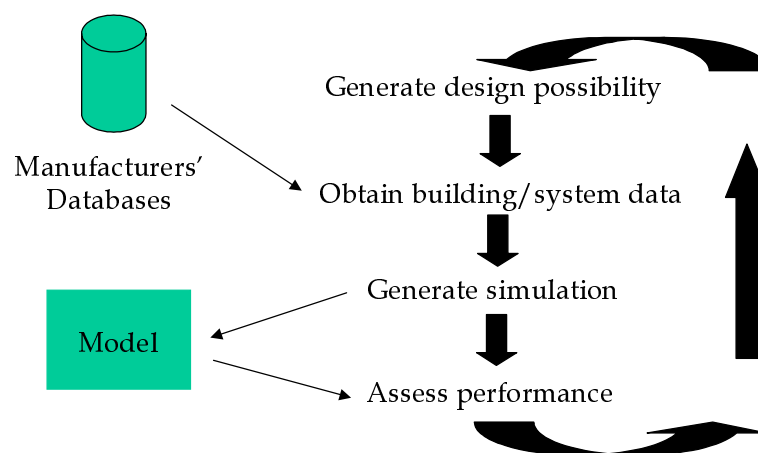 Generate design possibility
Manufacturers’
Databases
Obtain building/system data
Generate simulation
Model
Assess performance